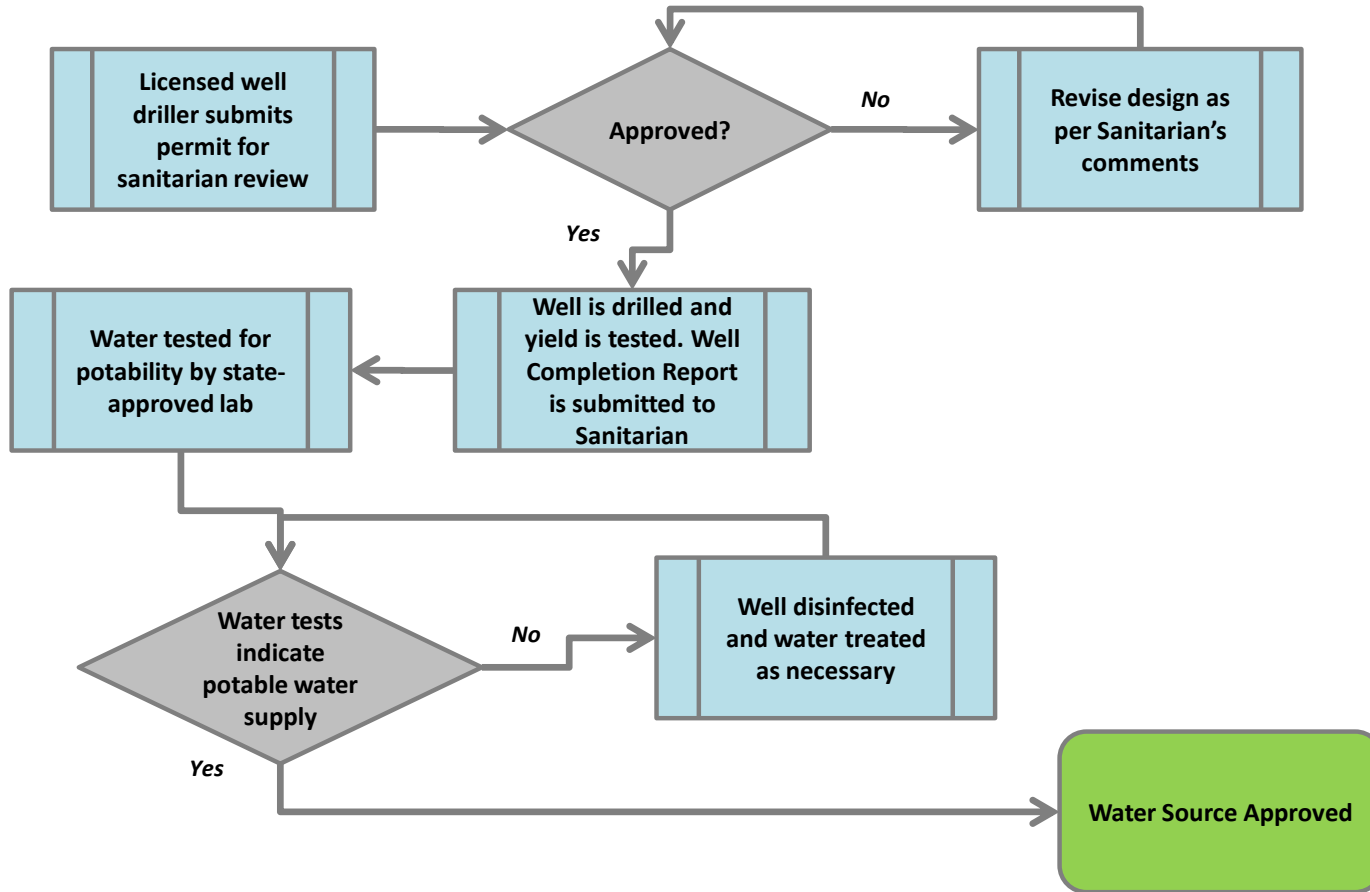 Licensed well
driller submits
permit for
sanitarian review
Approved?
No
Revise design as
per Sanitarian’s
comments
Yes
Well is drilled and
yield is tested. Well
Completion Report
is submitted to
Sanitarian
Water tested for
potability by state-
approved lab
Water tests
indicate
potable water
supply
No
Well disinfected
and water treated
as necessary
Yes
Water Source Approved